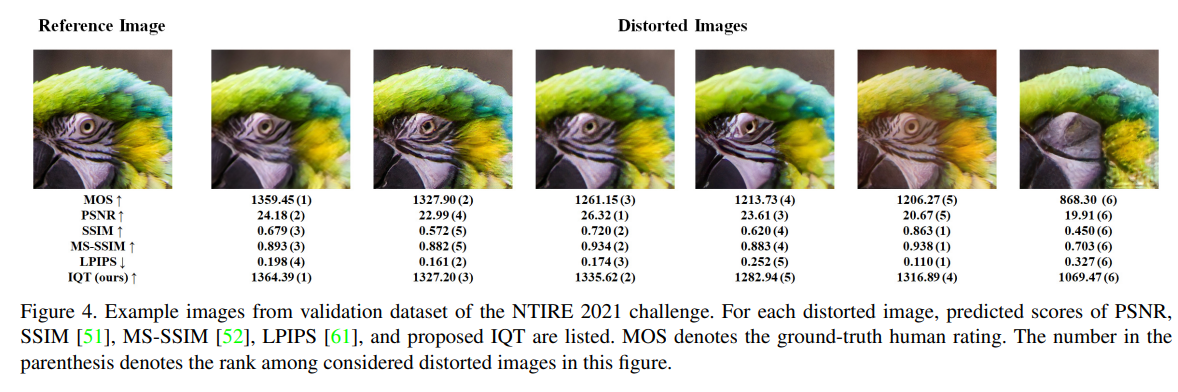 Reference Image Distorted Images
MOS ↑ 1359.45 (1) 1327.90 (2) 1261.15 (3) 1213.73 (4) 1206.27 (5) 868.30 (6)
PSNR ↑ 24.18 (2) 22.99 (4) 26.32 (1) 23.61 (3) 20.67 (5) 19.91 (6)
SSIM ↑ 0.679 (3) 0.572 (5) 0.720 (2) 0.620 (4) 0.863 (1) 0.450 (6)
MS-SSIM ↑ 0.893 (3) 0.882 (5) 0.934 (2) 0.883 (4) 0.938 (1) 0.703 (6)
LPIPS ↓ 0.198 (4) 0.161 (2) 0.174 (3) 0.252 (5) 0.110 (1) 0.327 (6)
IQT (ours) ↑ 1364.39 (1) 1327.20 (3) 1335.62 (2) 1282.94 (5) 1316.89 (4) 1069.47 (6)
Figure 4. Example images from validation dataset of the NTIRE 2021 challenge. For each distorted image, predicted scores of PSNR,
SSIM [51], MS-SSIM [52], LPIPS [61], and proposed IQT are listed. MOS denotes the ground-truth human rating. The number in the
parenthesis denotes the rank among considered distorted images in this figure.